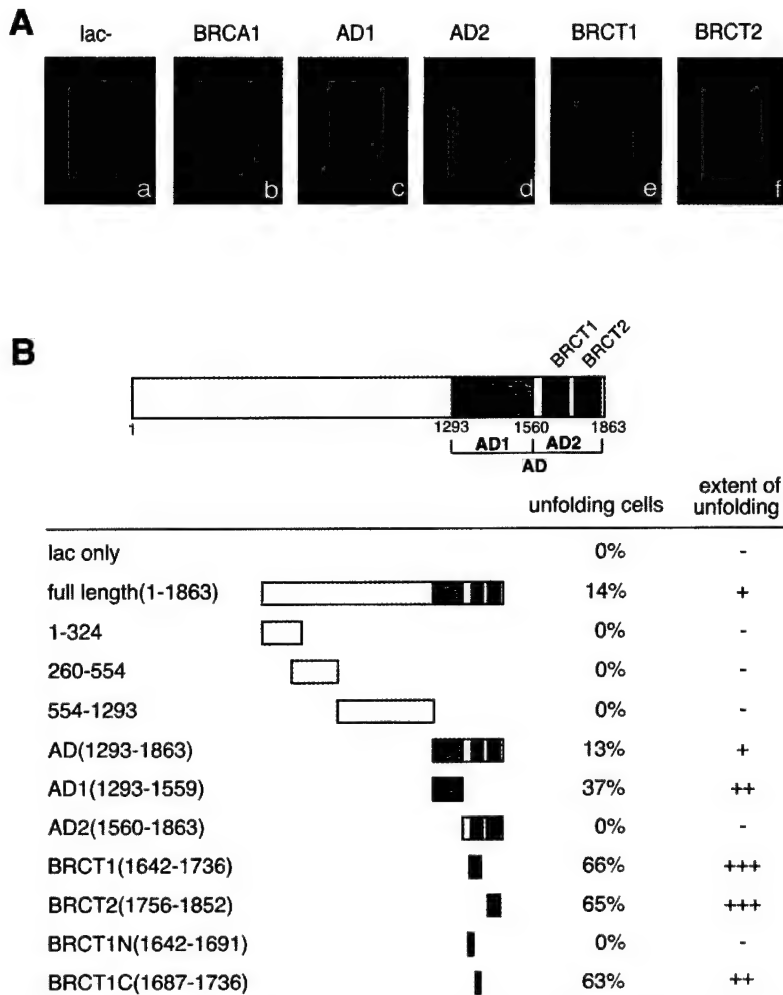 A
lac- BRCA1 AD1 AD2 BRCT1 BRCT2
a b c d e f
B
BRCT1 BRCT2
1 1293 1560 1863
AD1 AD2
AD
unfolding cells extent of unfolding
lac only 0% -
full length(1-1863) 14% +
1-324 0% -
260-554 0% -
554-1293 0% -
AD(1293-1863) 13% +
AD1(1293-1559) 37% ++
AD2(1560-1863) 0% -
BRCT1(1642-1736) 66% +++
BRCT2(1756-1852) 65% +++
BRCT1N(1642-1691) 0% -
BRCT1C(1687-1736) 63% ++